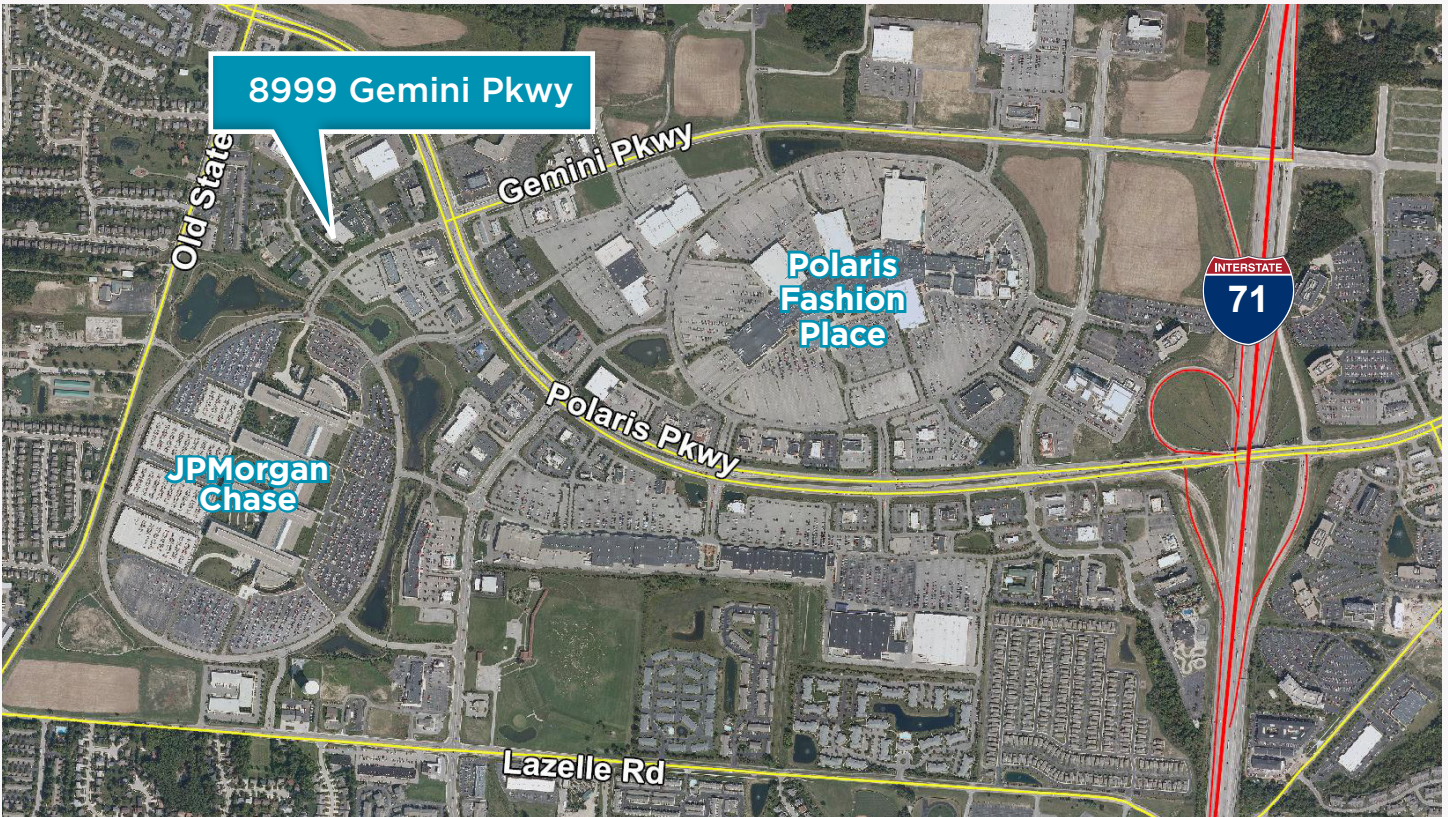 8999 Gemini Pkwy
Old State
Gemini Pkwy
Polaris
Fashion
Place
INTERSTATE
71
Polaris Pkwy
JPMorgan
Chase
Lazelle Rd